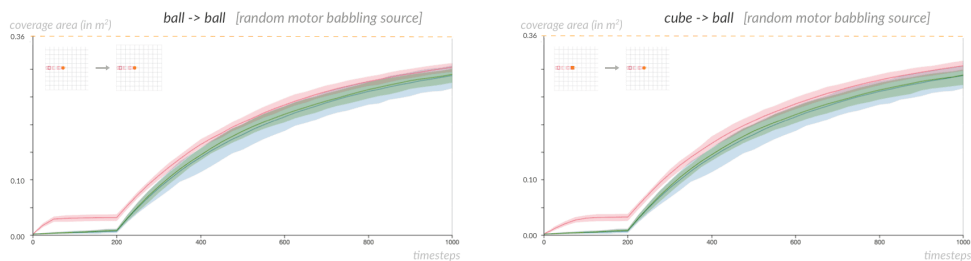 ball -> ball [random motor babbling source]
coverage area (in m²)
0.36
0.10
0.00
0 200 400 600 800 1000
timesteps
cube -> ball [random motor babbling source]
coverage area (in m²)
0.36
0.10
0.00
0 200 400 600 800 1000
timesteps